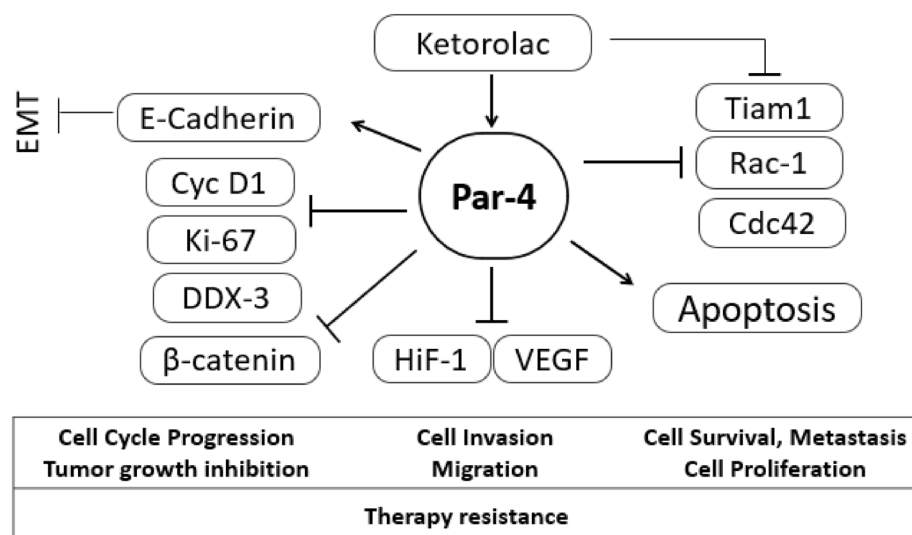 Ketorolac
EMT
E-Cadherin
Tiam1
Cyc D1
Par-4
Rac-1
Ki-67
Cdc42
DDX-3
Apoptosis
β-catenin
HiF-1
VEGF
Cell Cycle Progression
Tumor growth inhibition
Cell Invasion
Migration
Cell Survival, Metastasis
Cell Proliferation
Therapy resistance